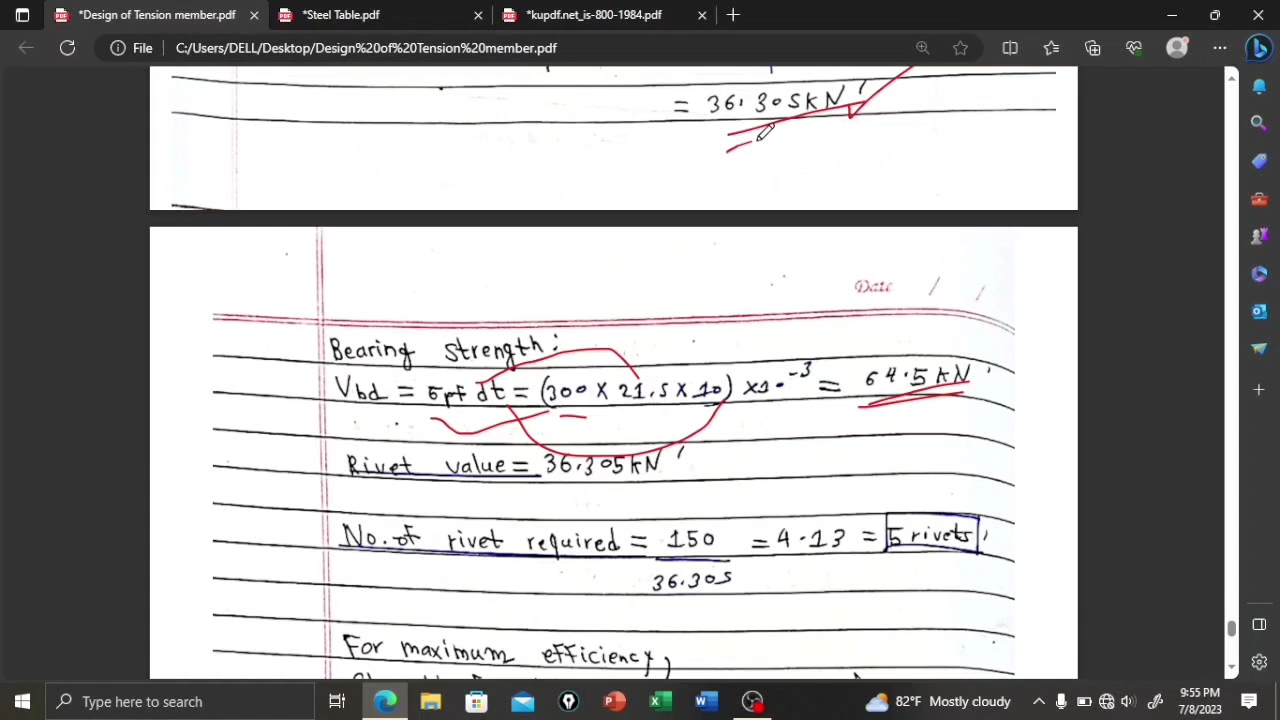 *Design of Tension member.pdf
*Steel Table.pdf
*kupdf.net_is-800-1984.pdf
File
C:/Users/DELL/Desktop/Design%20of%20Tension%20member.pdf
= 36.305kN
Date / /
Bearing strength:
Vbd = σpf dt = (300 × 21.5 × 10) ×10⁻³ = 64.5 kN
Rivet value = 36.305kN
No. of rivet required = 150 = 4.13 = 5 rivets
36.305
For maximum efficiency,
Type here to search
82°F Mostly cloudy
9:55 PM
7/8/2023